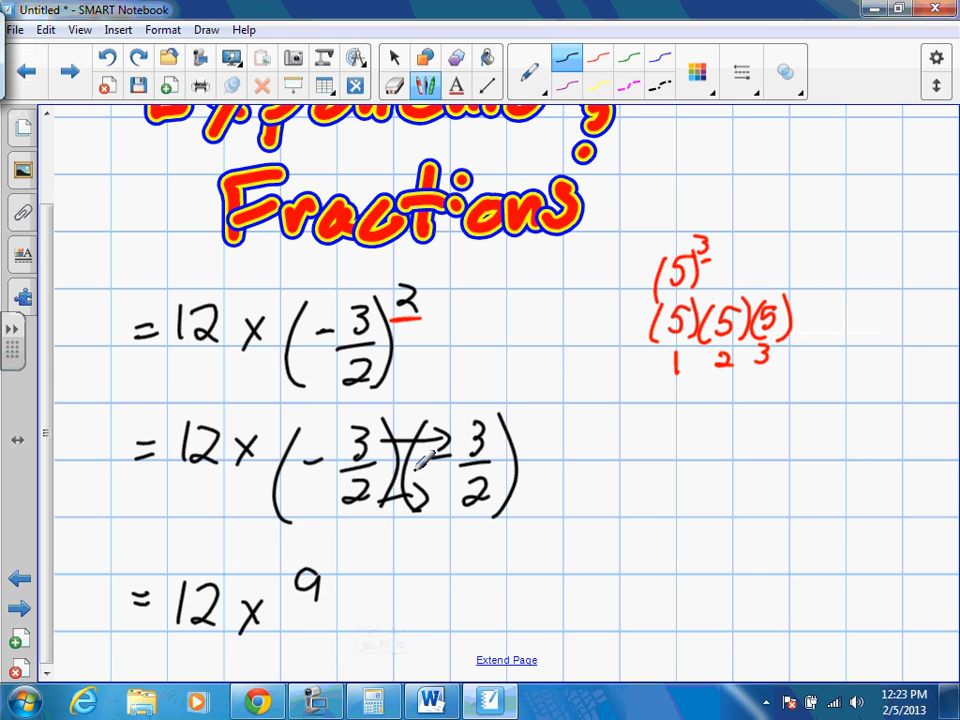 Untitled * - SMART Notebook
File Edit View Insert Format Draw Help
Fractions
(5)³
= 12 × (- 3/2)²
(5)(5)(5)
1 2 3
= 12 × (- 3/2)(- 3/2)
= 12 × 9
Extend Page
12:23 PM
2/5/2013